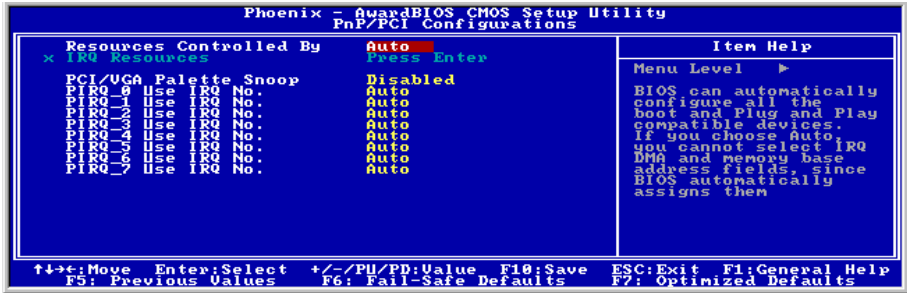 Phoenix - AwardBIOS CMOS Setup Utility
PnP/PCI Configurations
Resources Controlled By Auto
x IRQ Resources Press Enter
PCI/VGA Palette Snoop Disabled
PIRQ_0 Use IRQ No. Auto
PIRQ_1 Use IRQ No. Auto
PIRQ_2 Use IRQ No. Auto
PIRQ_3 Use IRQ No. Auto
PIRQ_4 Use IRQ No. Auto
PIRQ_5 Use IRQ No. Auto
PIRQ_6 Use IRQ No. Auto
PIRQ_7 Use IRQ No. Auto
Item Help
Menu Level ►
BIOS can automatically
configure all the
boot and Plug and Play
compatible devices.
If you choose Auto,
you cannot select IRQ
DMA and memory base
address fields, since
BIOS automatically
assigns them
↑↓→←:Move Enter:Select +/-/PU/PD:Value F10:Save ESC:Exit F1:General Help
F5: Previous Values F6: Fail-Safe Defaults F7: Optimized Defaults